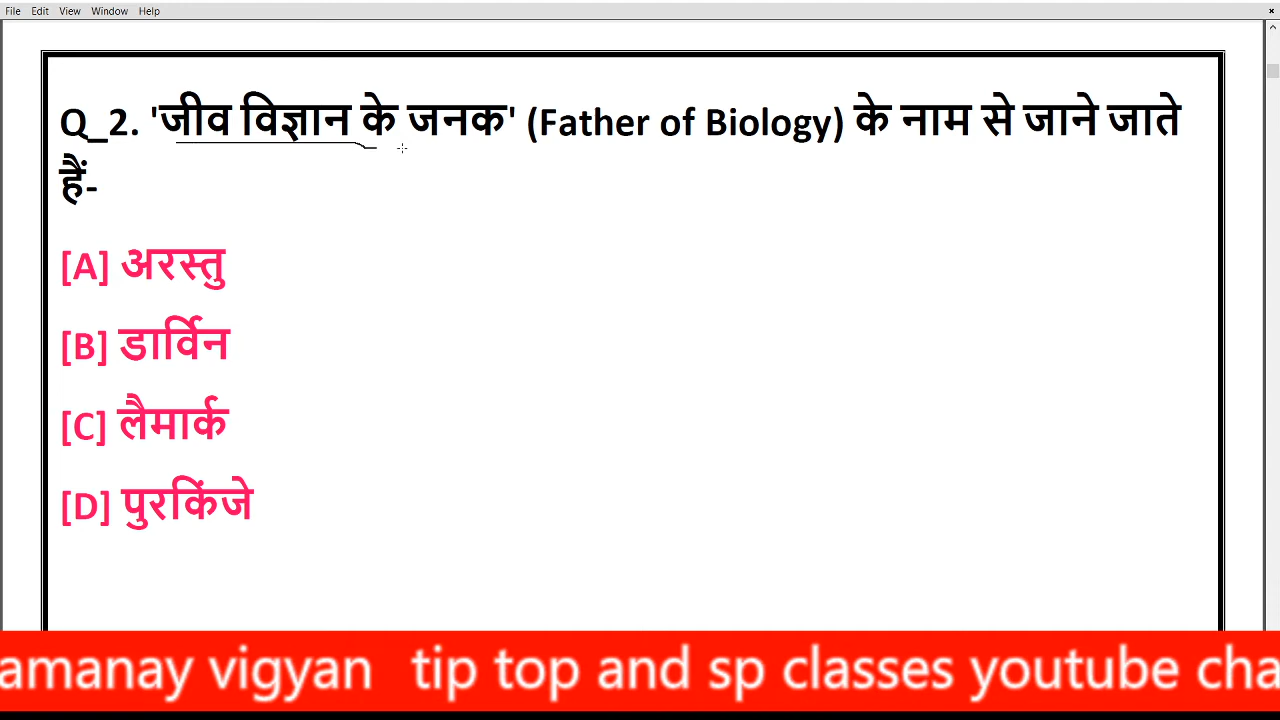 File Edit View Window Help
Q_2. 'जीव विज्ञान के जनक' (Father of Biology) के नाम से जाने जाते
हैं-
[A] अरस्तु
[B] डार्विन
[C] लैमार्क
[D] पुरकिंजे
amanay vigyan tip top and sp classes youtube cha